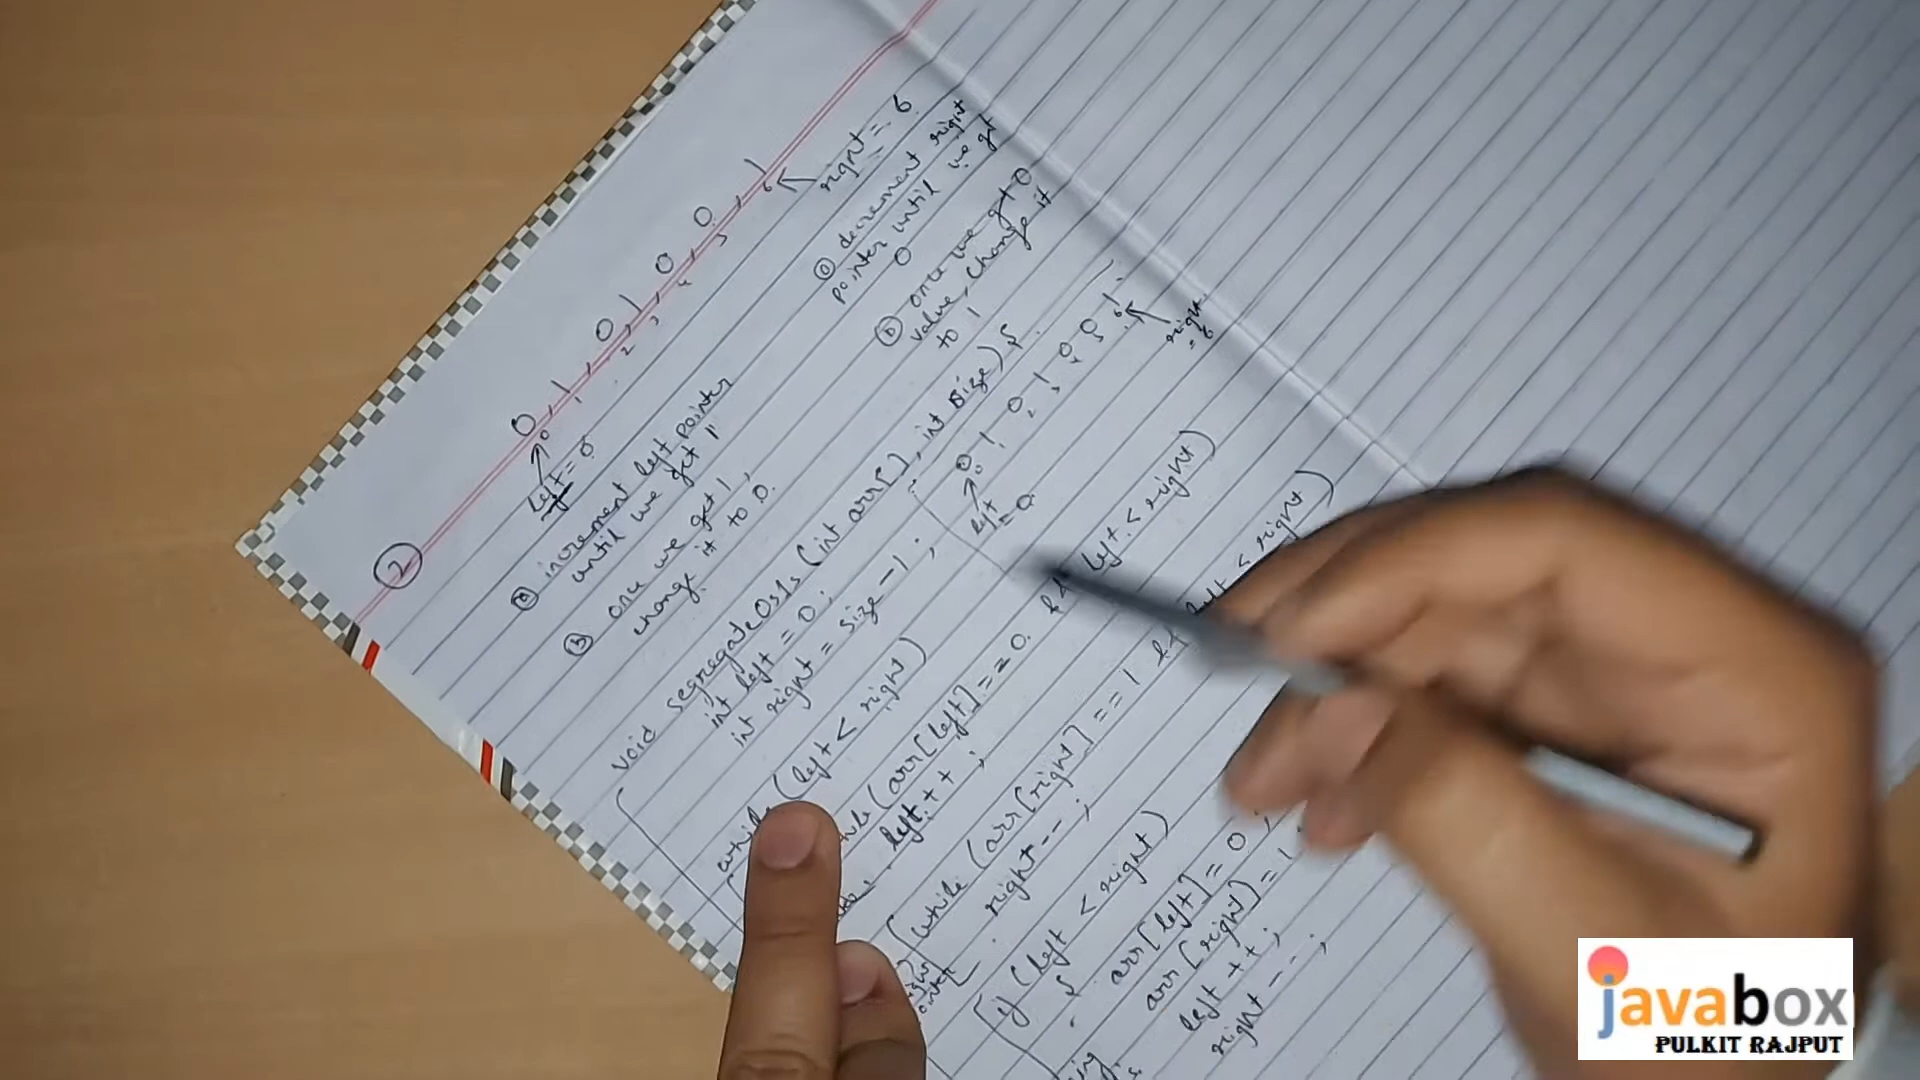 2
0 , 1 , 0 , 1 , 0 , 0 , 1
0 1 2 3 4 5 6
left = 0
right = 6
a increment left pointer
until we get 1"
b once we get 1,
change it to 0.
a decrement right
pointer until we get
0
b once we get 0
value, change it
to 1
void segregate0s1s (int arr[], int size) {
int left = 0;
int right = size - 1;
0 1 0 1 0 0 1
0 2 3 4 5 6
left
= 0
right
= 6
while (left < right)
while (arr[left] == 0 && left < right)
left++;
while (arr[right] == 1 && left < right)
right--;
if (left < right)
{ arr[left] = 0;
arr[right] = 1
left++;
right--;
javabox
PULKIT RAJPUT